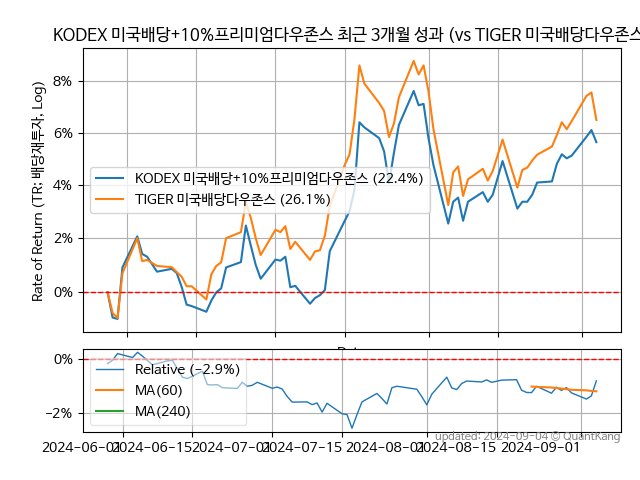 KODEX 미국배당+10%프리미엄다우존스 최근 3개월 성과 (vs TIGER 미국배당다우존스
Rate of Return (TR: 배당재투자, Log)
8%
6%
4%
2%
0%
KODEX 미국배당+10%프리미엄다우존스 (22.4%)
TIGER 미국배당다우존스 (26.1%)
0%
−2%
Relative (−2.9%)
MA(60)
MA(240)
updated: 2024-09-04 © QuantKang
2024−06−01
2024−06−15
2024−07−01
2024−07−15
2024−08−01
2024−08−15
2024−09−01